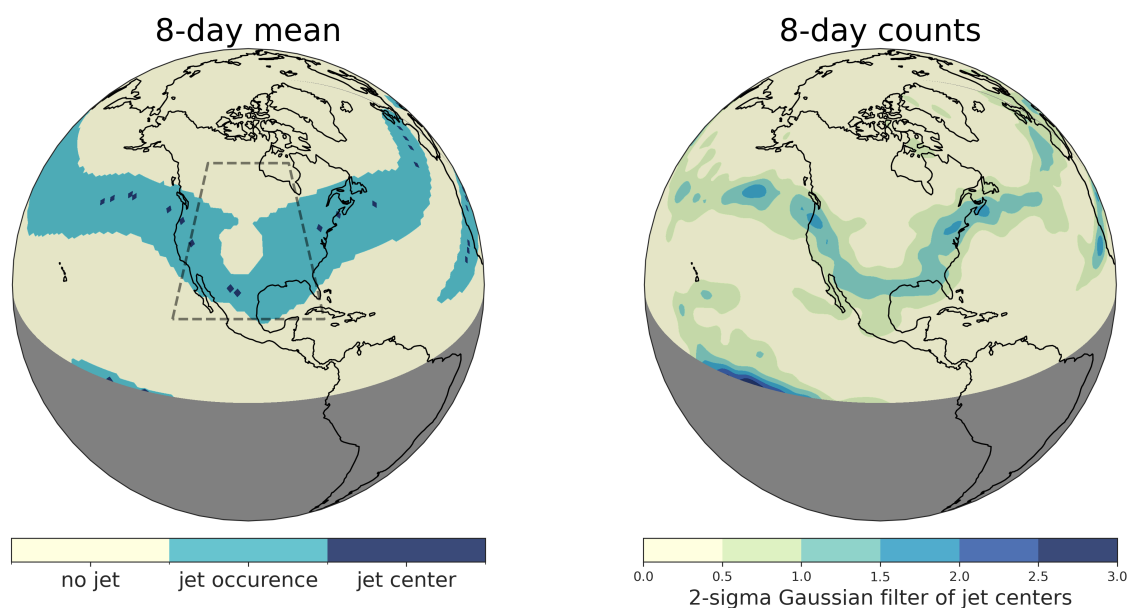 8-day mean
8-day counts
no jet
jet occurence
jet center
0.0
0.5
1.0
1.5
2.0
2.5
3.0
2-sigma Gaussian filter of jet centers